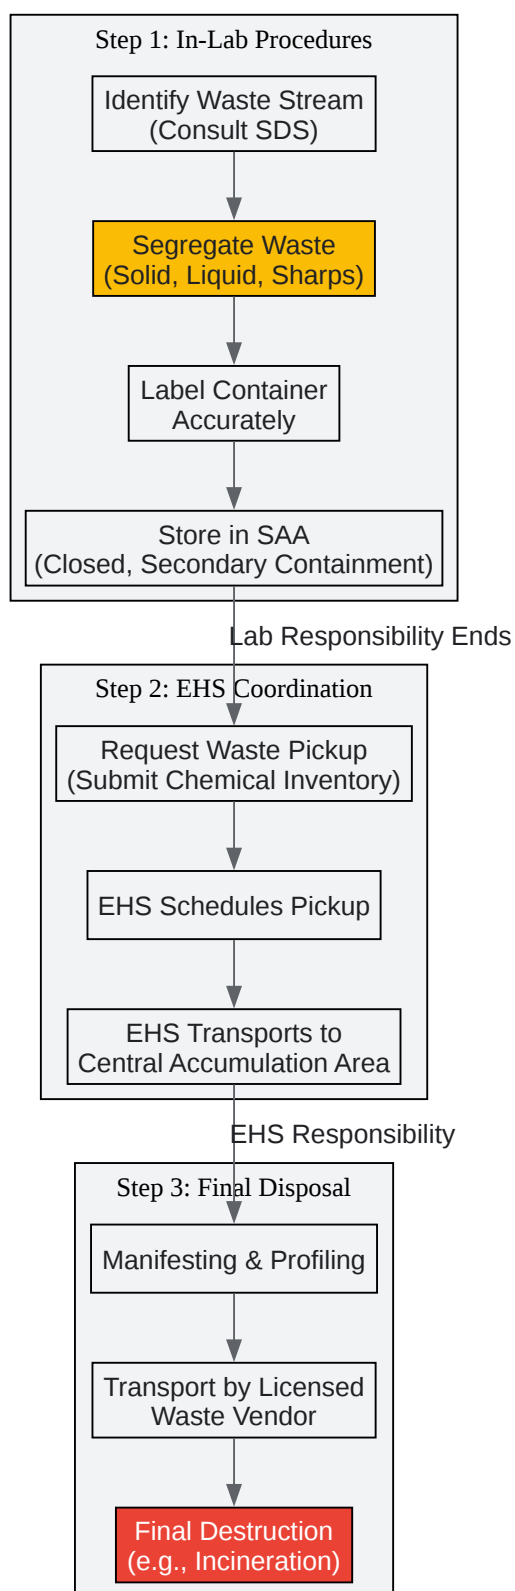 Step 1: In-Lab Procedures
Identify Waste Stream
(Consult SDS)
Segregate Waste
(Solid, Liquid, Sharps)
Label Container
Accurately
Store in SAA
(Closed, Secondary Containment)
Lab Responsibility Ends
Step 2: EHS Coordination
Request Waste Pickup
(Submit Chemical Inventory)
EHS Schedules Pickup
EHS Transports to
Central Accumulation Area
EHS Responsibility
Step 3: Final Disposal
Manifesting & Profiling
Transport by Licensed
Waste Vendor
Final Destruction
(e.g., Incineration)